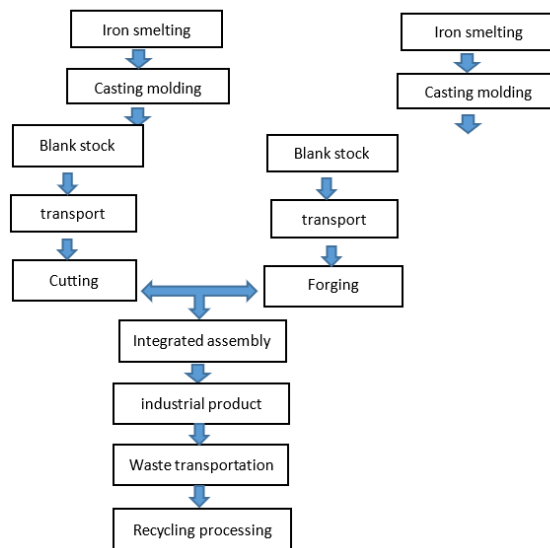 Iron smelting
Casting molding
Blank stock
transport
Cutting
Iron smelting
Casting molding
Blank stock
transport
Forging
Integrated assembly
industrial product
Waste transportation
Recycling processing